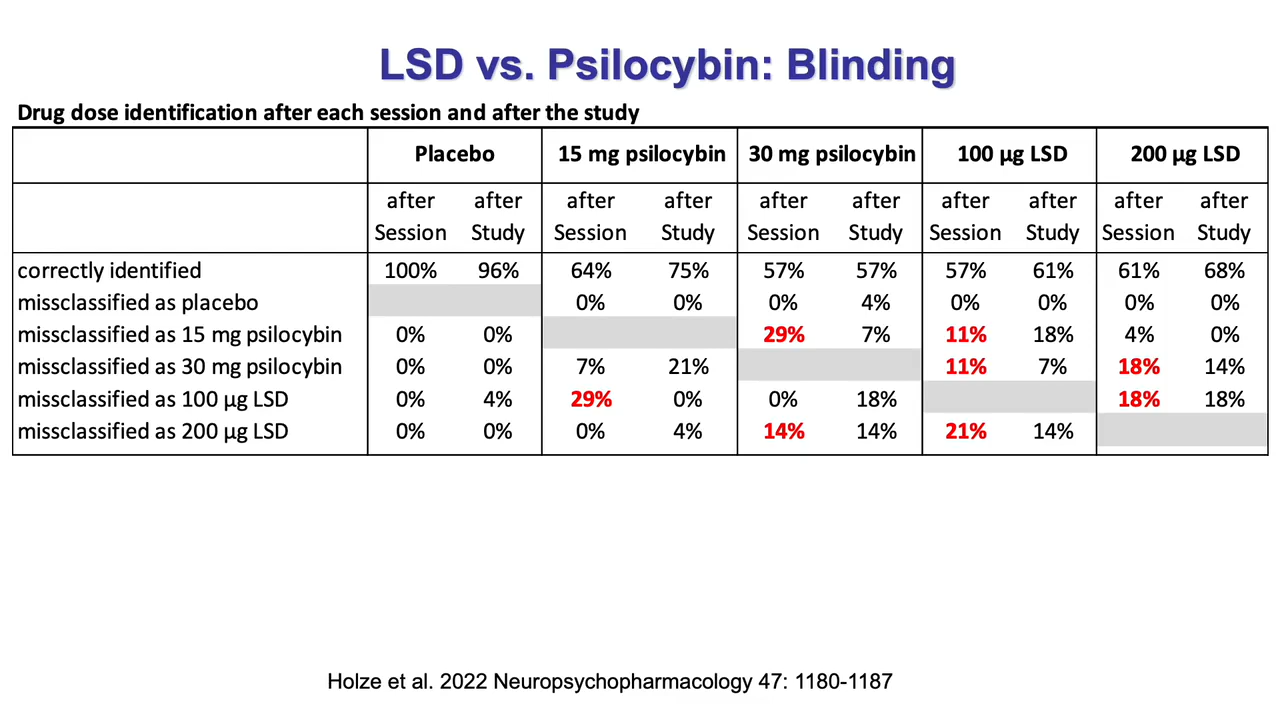 LSD vs. Psilocybin: Blinding
Drug dose identification after each session and after the study
Placebo 15 mg psilocybin 30 mg psilocybin 100 µg LSD 200 µg LSD
after after after after after after after after after after
Session Study Session Study Session Study Session Study Session Study
correctly identified 100% 96% 64% 75% 57% 57% 57% 61% 61% 68%
missclassified as placebo 0% 0% 0% 4% 0% 0% 0% 0%
missclassified as 15 mg psilocybin 0% 0% 29% 7% 11% 18% 4% 0%
missclassified as 30 mg psilocybin 0% 0% 7% 21% 11% 7% 18% 14%
missclassified as 100 µg LSD 0% 4% 29% 0% 0% 18% 18% 18%
missclassified as 200 µg LSD 0% 0% 0% 4% 14% 14% 21% 14%
Holze et al. 2022 Neuropsychopharmacology 47: 1180-1187